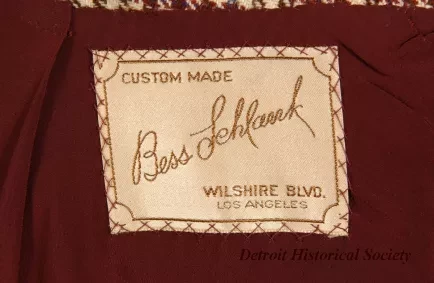 CUSTOM MADE
Bess Schlank
WILSHIRE BLVD.
LOS ANGELES
Detroit Historical Society